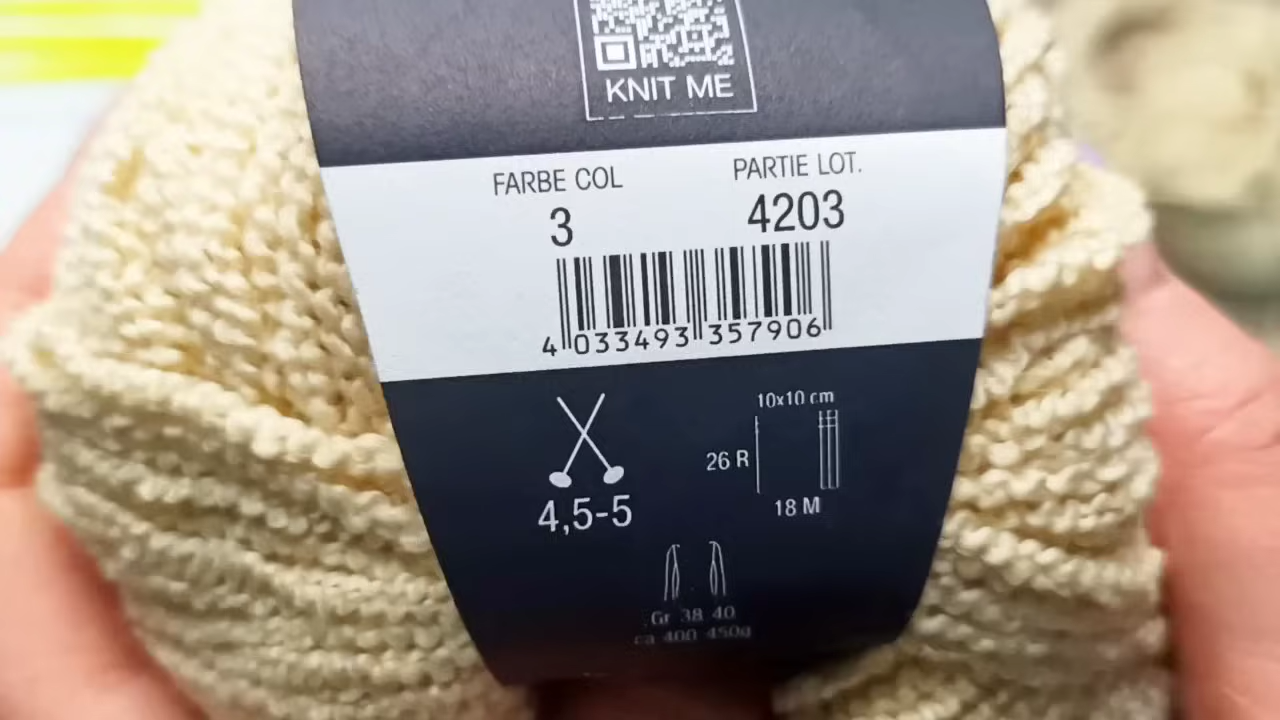 KNIT ME
FARBE COL
PARTIE LOT.
3
4203
4 033493 357906
10x10 cm
26 R
18 M
4,5-5
Gr 38 40
ca 400 450g